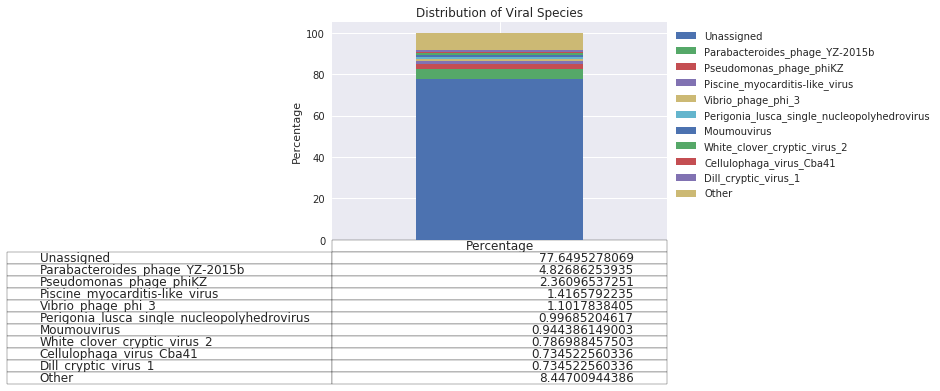 Distribution of Viral Species
100
80
60
40
20
0
Percentage
Unassigned
Parabacteroides_phage_YZ-2015b
Pseudomonas_phage_phiKZ
Piscine_myocarditis-like_virus
Vibrio_phage_phi_3
Perigonia_lusca_single_nucleopolyhedrovirus
Moumouvirus
White_clover_cryptic_virus_2
Cellulophaga_virus_Cba41
Dill_cryptic_virus_1
Other
Percentage
Unassigned 77.6495278069
Parabacteroides_phage_YZ-2015b 4.82686253935
Pseudomonas_phage_phiKZ 2.36096537251
Piscine_myocarditis-like_virus 1.4165792235
Vibrio_phage_phi_3 1.1017838405
Perigonia_lusca_single_nucleopolyhedrovirus 0.99685204617
Moumouvirus 0.944386149003
White_clover_cryptic_virus_2 0.786988457503
Cellulophaga_virus_Cba41 0.734522560336
Dill_cryptic_virus_1 0.734522560336
Other 8.44700944386